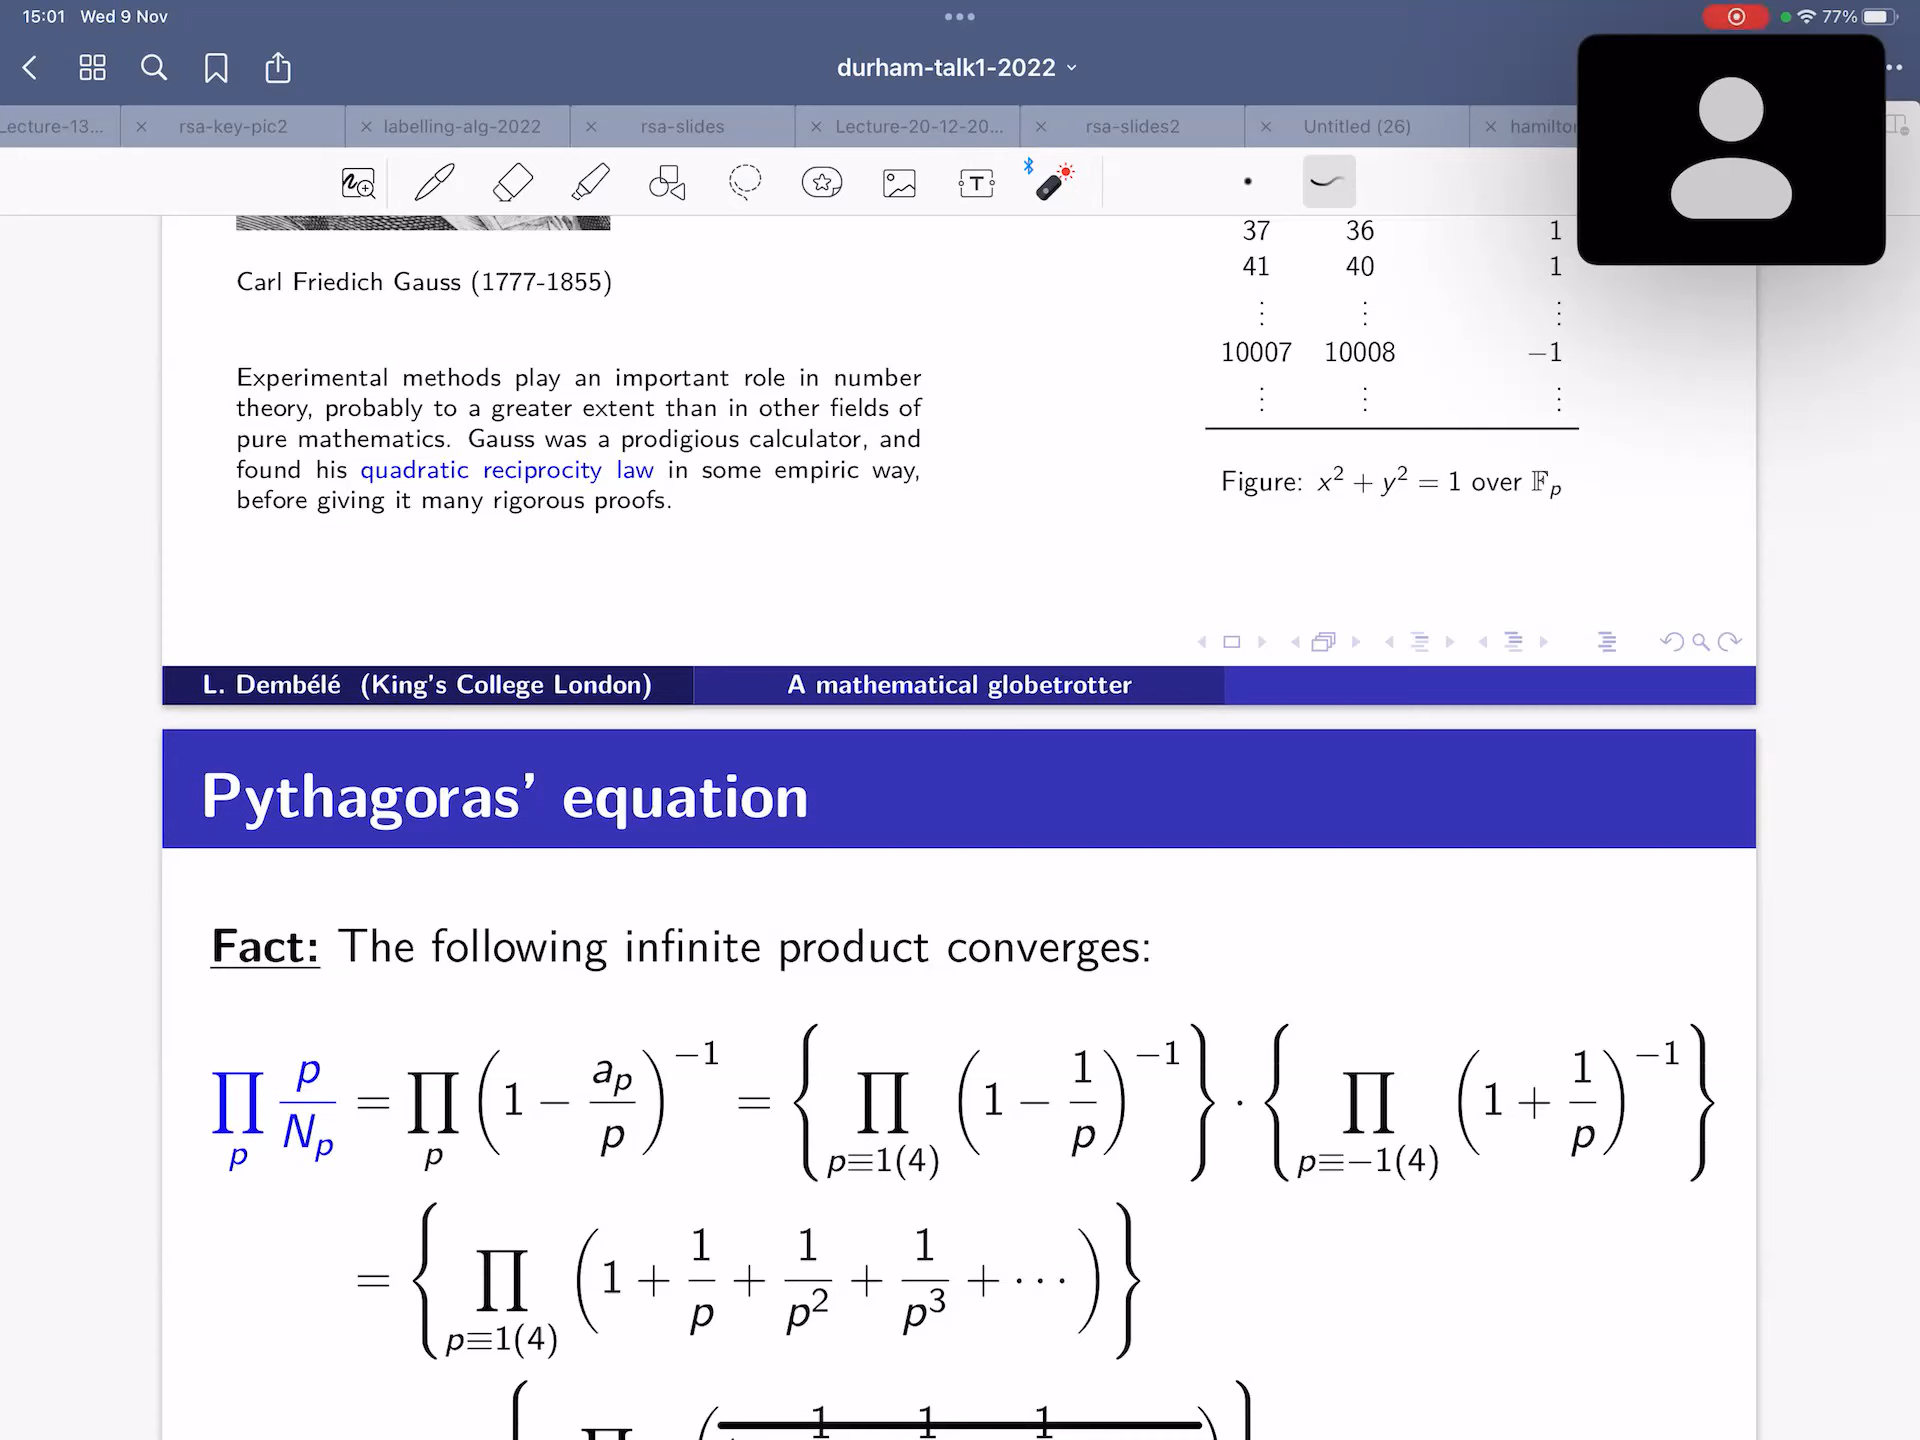 15:01 Wed 9 Nov
77%
durham-talk1-2022
Lecture-13... rsa-key-pic2 labelling-alg-2022 rsa-slides Lecture-20-12-20... rsa-slides2 Untitled (26)
T
37 36 1
41 40 1
⋮ ⋮ ⋮
10007 10008 −1
⋮ ⋮ ⋮
Figure: x² + y² = 1 over 𝔽ₚ
Carl Friedich Gauss (1777-1855)
Experimental methods play an important role in number
theory, probably to a greater extent than in other fields of
pure mathematics. Gauss was a prodigious calculator, and
found his quadratic reciprocity law in some empiric way,
before giving it many rigorous proofs.
L. Dembélé (King's College London) A mathematical globetrotter
Pythagoras' equation
Fact: The following infinite product converges:
∏_p p/N_p = ∏_p (1 − a_p/p)^{−1} = { ∏_{p≡1(4)} (1 − 1/p)^{−1} } · { ∏_{p≡−1(4)} (1 + 1/p)^{−1} }
= { ∏_{p≡1(4)} (1 + 1/p + 1/p² + 1/p³ + ⋯) }